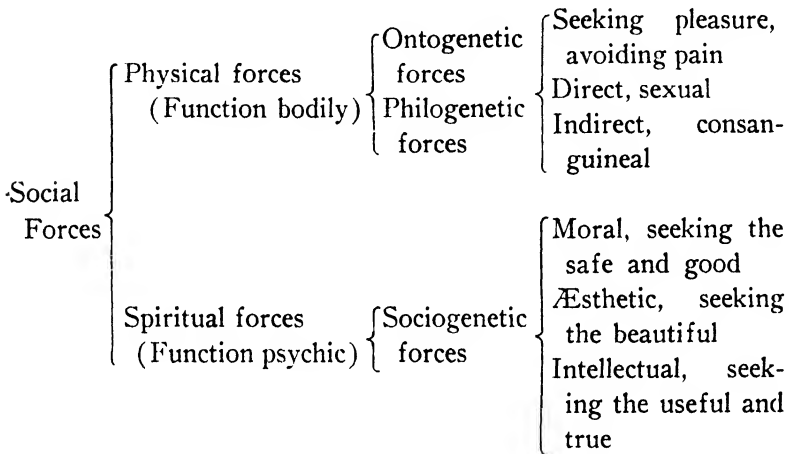 Social
Forces
Physical forces
(Function bodily)
Ontogenetic
forces
Philogenetic
forces
Seeking pleasure,
avoiding pain
Direct, sexual
Indirect, consan-
guineal
Spiritual forces
(Function psychic)
Sociogenetic
forces
Moral, seeking the
safe and good
Æsthetic, seeking
the beautiful
Intellectual, seek-
ing the useful and
true